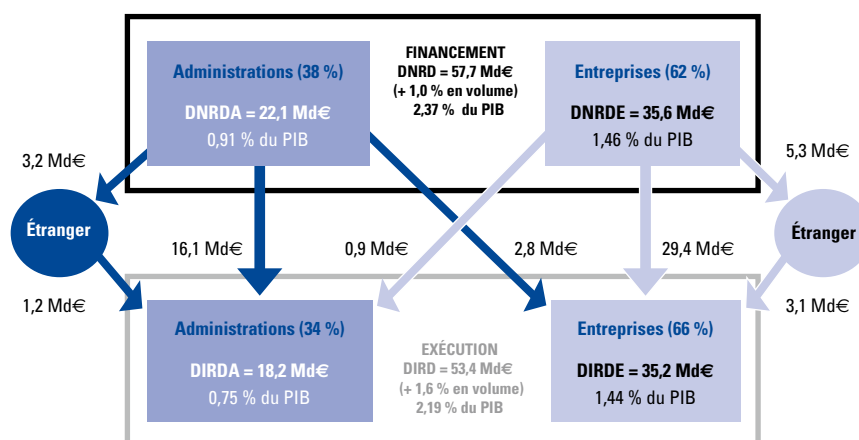 Administrations (38 %)
DNRDA = 22,1 Md€
0,91 % du PIB
FINANCEMENT
DNRD = 57,7 Md€
(+ 1,0 % en volume)
2,37 % du PIB
Entreprises (62 %)
DNRDE = 35,6 Md€
1,46 % du PIB
3,2 Md€
5,3 Md€
Étranger
16,1 Md€
0,9 Md€
2,8 Md€
29,4 Md€
Étranger
1,2 Md€
3,1 Md€
Administrations (34 %)
DIRDA = 18,2 Md€
0,75 % du PIB
EXÉCUTION
DIRD = 53,4 Md€
(+ 1,6 % en volume)
2,19 % du PIB
Entreprises (66 %)
DIRDE = 35,2 Md€
1,44 % du PIB